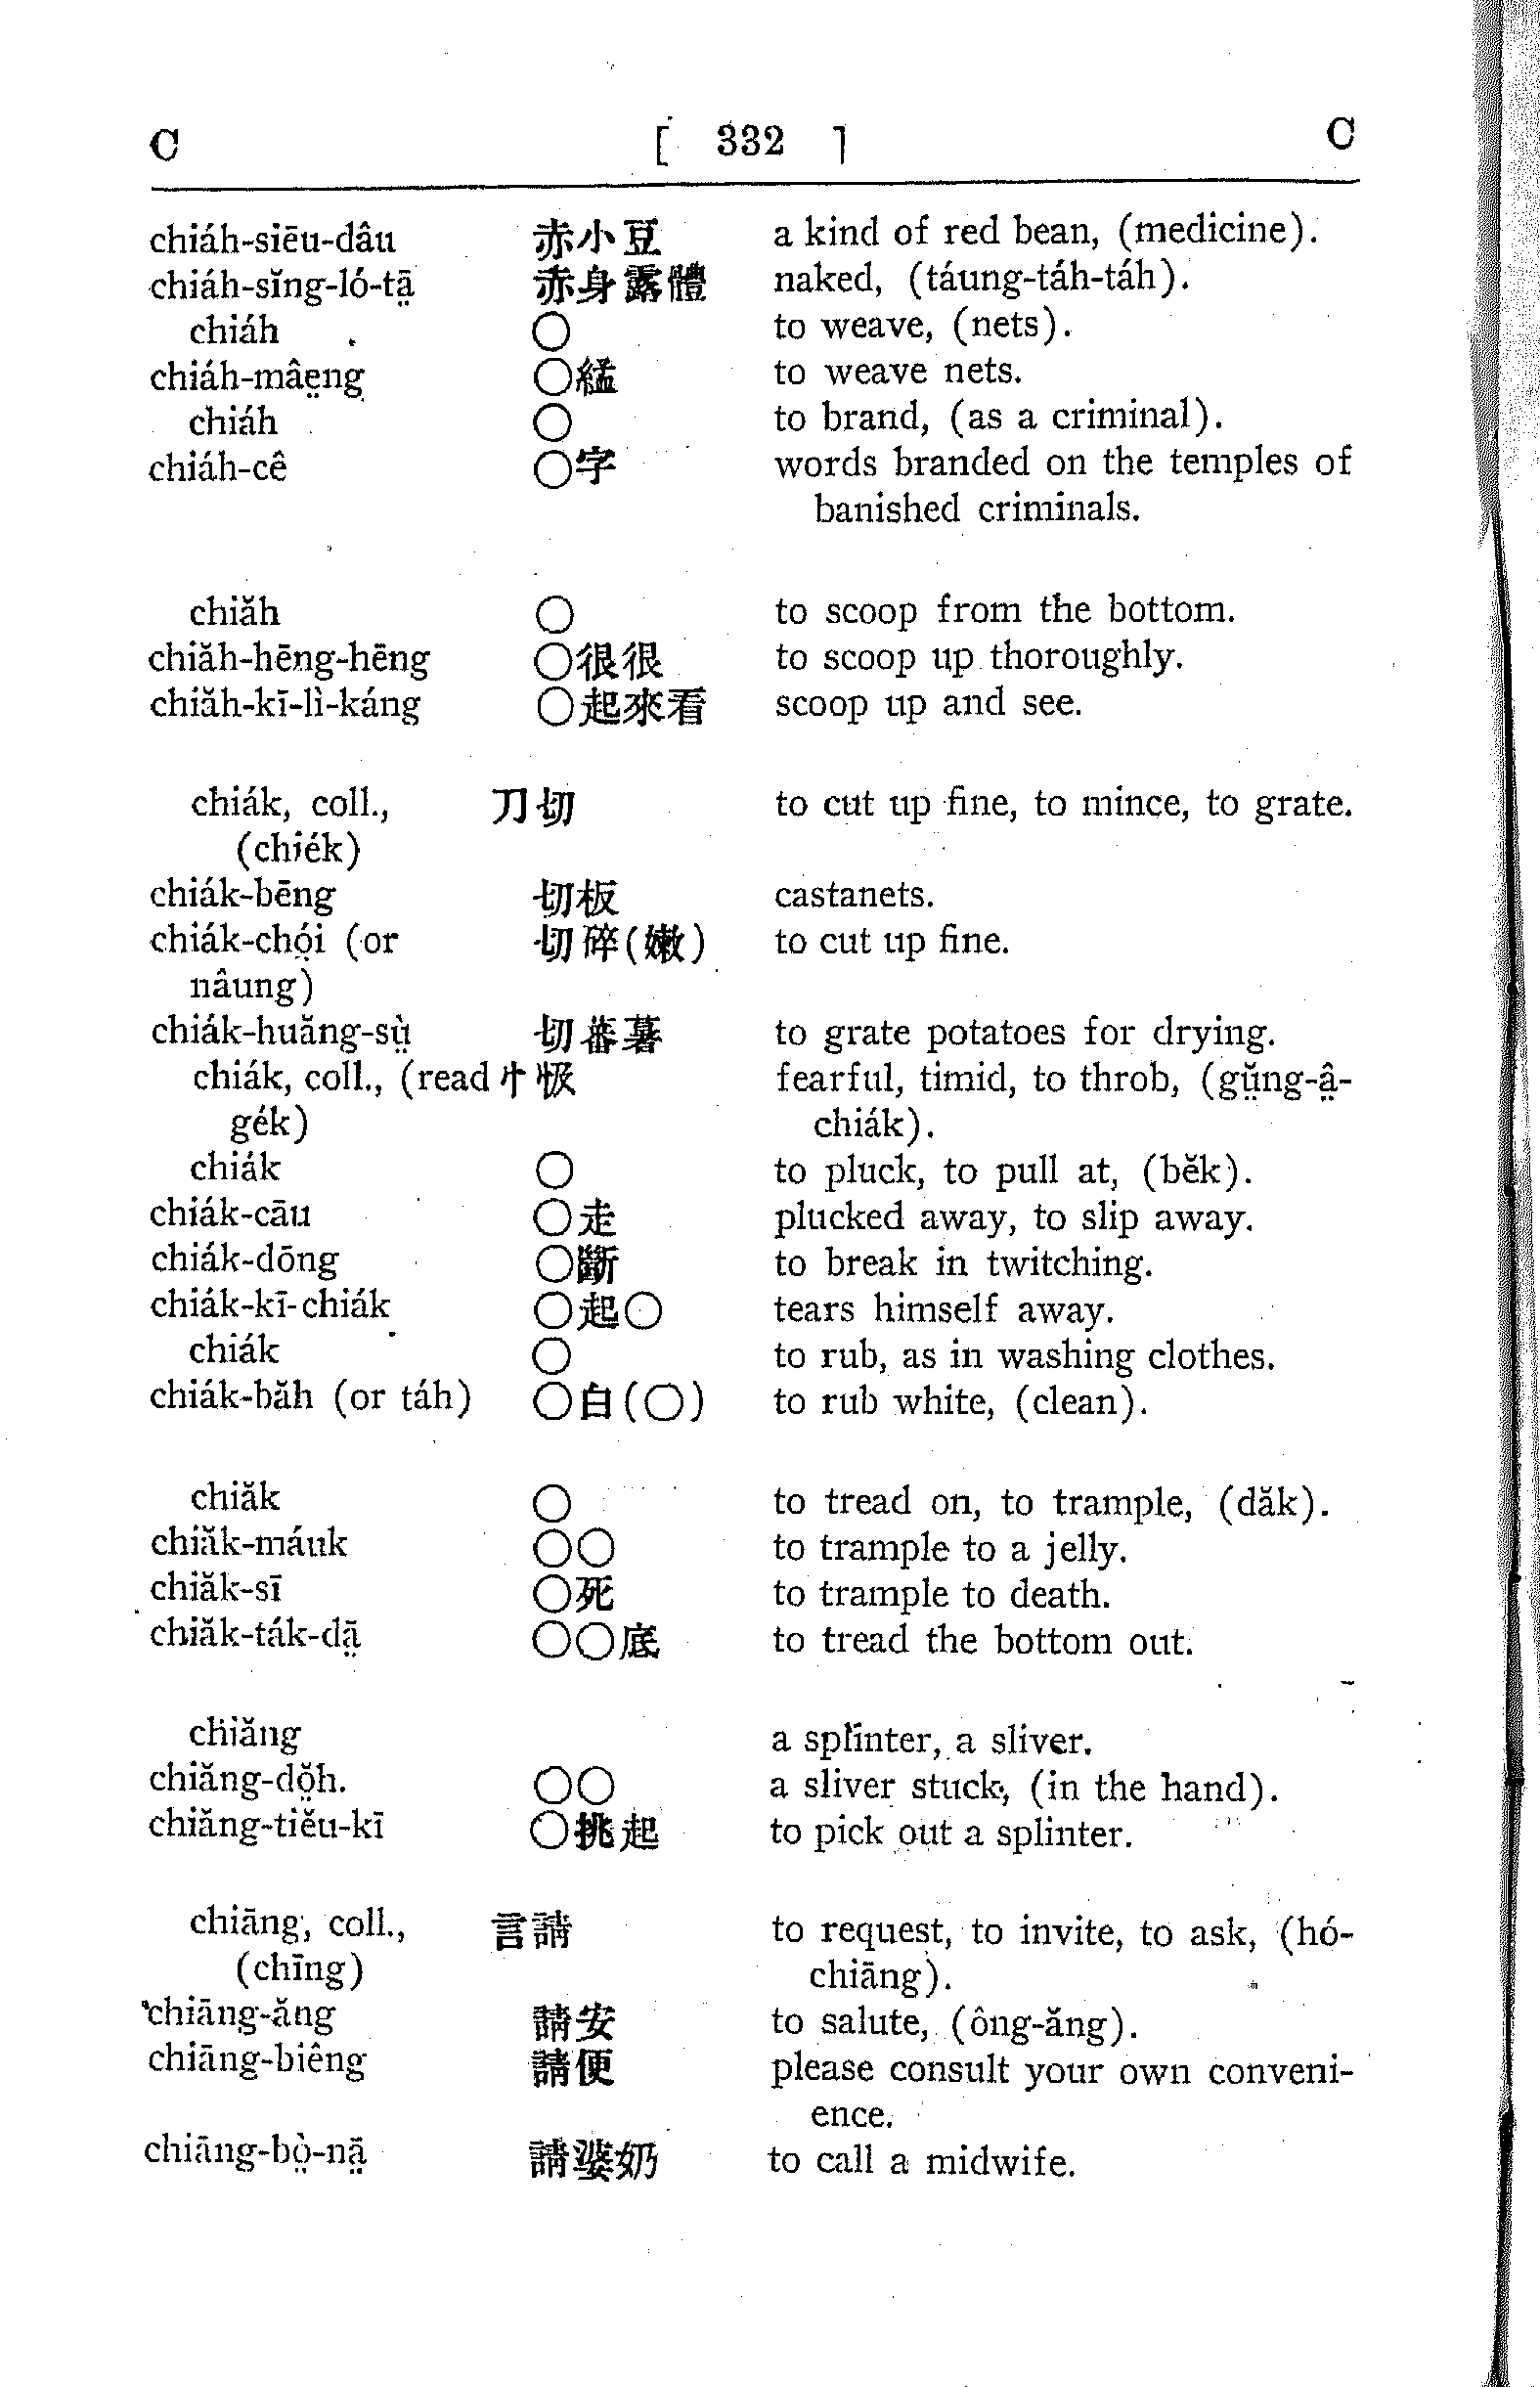 C [ 332 ] C
chiáh-siēu-dâu 赤小豆 a kind of red bean, (medicine).
chiáh-sĭng-ló-tā̤ 赤身露體 naked, (táung-táh-táh).
chiáh ○ to weave, (nets).
chiáh-mâe̤ng ○艋 to weave nets.
chiáh ○ to brand, (as a criminal).
chiáh-cê ○字 words branded on the temples of
banished criminals.
chiăh ○ to scoop from the bottom.
chiăh-hēng-hēng ○很很 to scoop up thoroughly.
chiăh-kī-lì-káng ○起來看 scoop up and see.
chiák, coll., 刀切 to cut up fine, to mince, to grate.
(chiék)
chiák-bēng 切板 castanets.
chiák-chó̤i (or 切碎(嫩) to cut up fine.
nâung)
chiák-huăng-sṳ̀ 切蕃薯 to grate potatoes for drying.
chiák, coll., (read 忄恆 fearful, timid, to throb, (gṳ̆ng-â̤-
gék) chiák).
chiák ○ to pluck, to pull at, (bĕk).
chiák-cāu ○走 plucked away, to slip away.
chiák-dōng ○斷 to break in twitching.
chiák-kī-chiák ○起○ tears himself away.
chiák ○ to rub, as in washing clothes.
chiák-băh (or táh) ○白(○) to rub white, (clean).
chiăk ○ to tread on, to trample, (dăk).
chiăk-máuk ○○ to trample to a jelly.
chiăk-sī ○死 to trample to death.
chiăk-ták-dā̤ ○○底 to tread the bottom out.
chiăng a splinter, a sliver.
chiăng-dŏ̤h. ○○ a sliver stuck, (in the hand).
chiăng-tiĕu-kī ○挑起 to pick out a splinter.
chiāng, coll., 言請 to request, to invite, to ask, (hó-
(chīng) chiāng).
chiāng-ăng 請安 to salute, (ông-ăng).
chiāng-biêng 請便 please consult your own conveni-
ence.
chiāng-bò̤-nā̤ 請婆奶 to call a midwife.